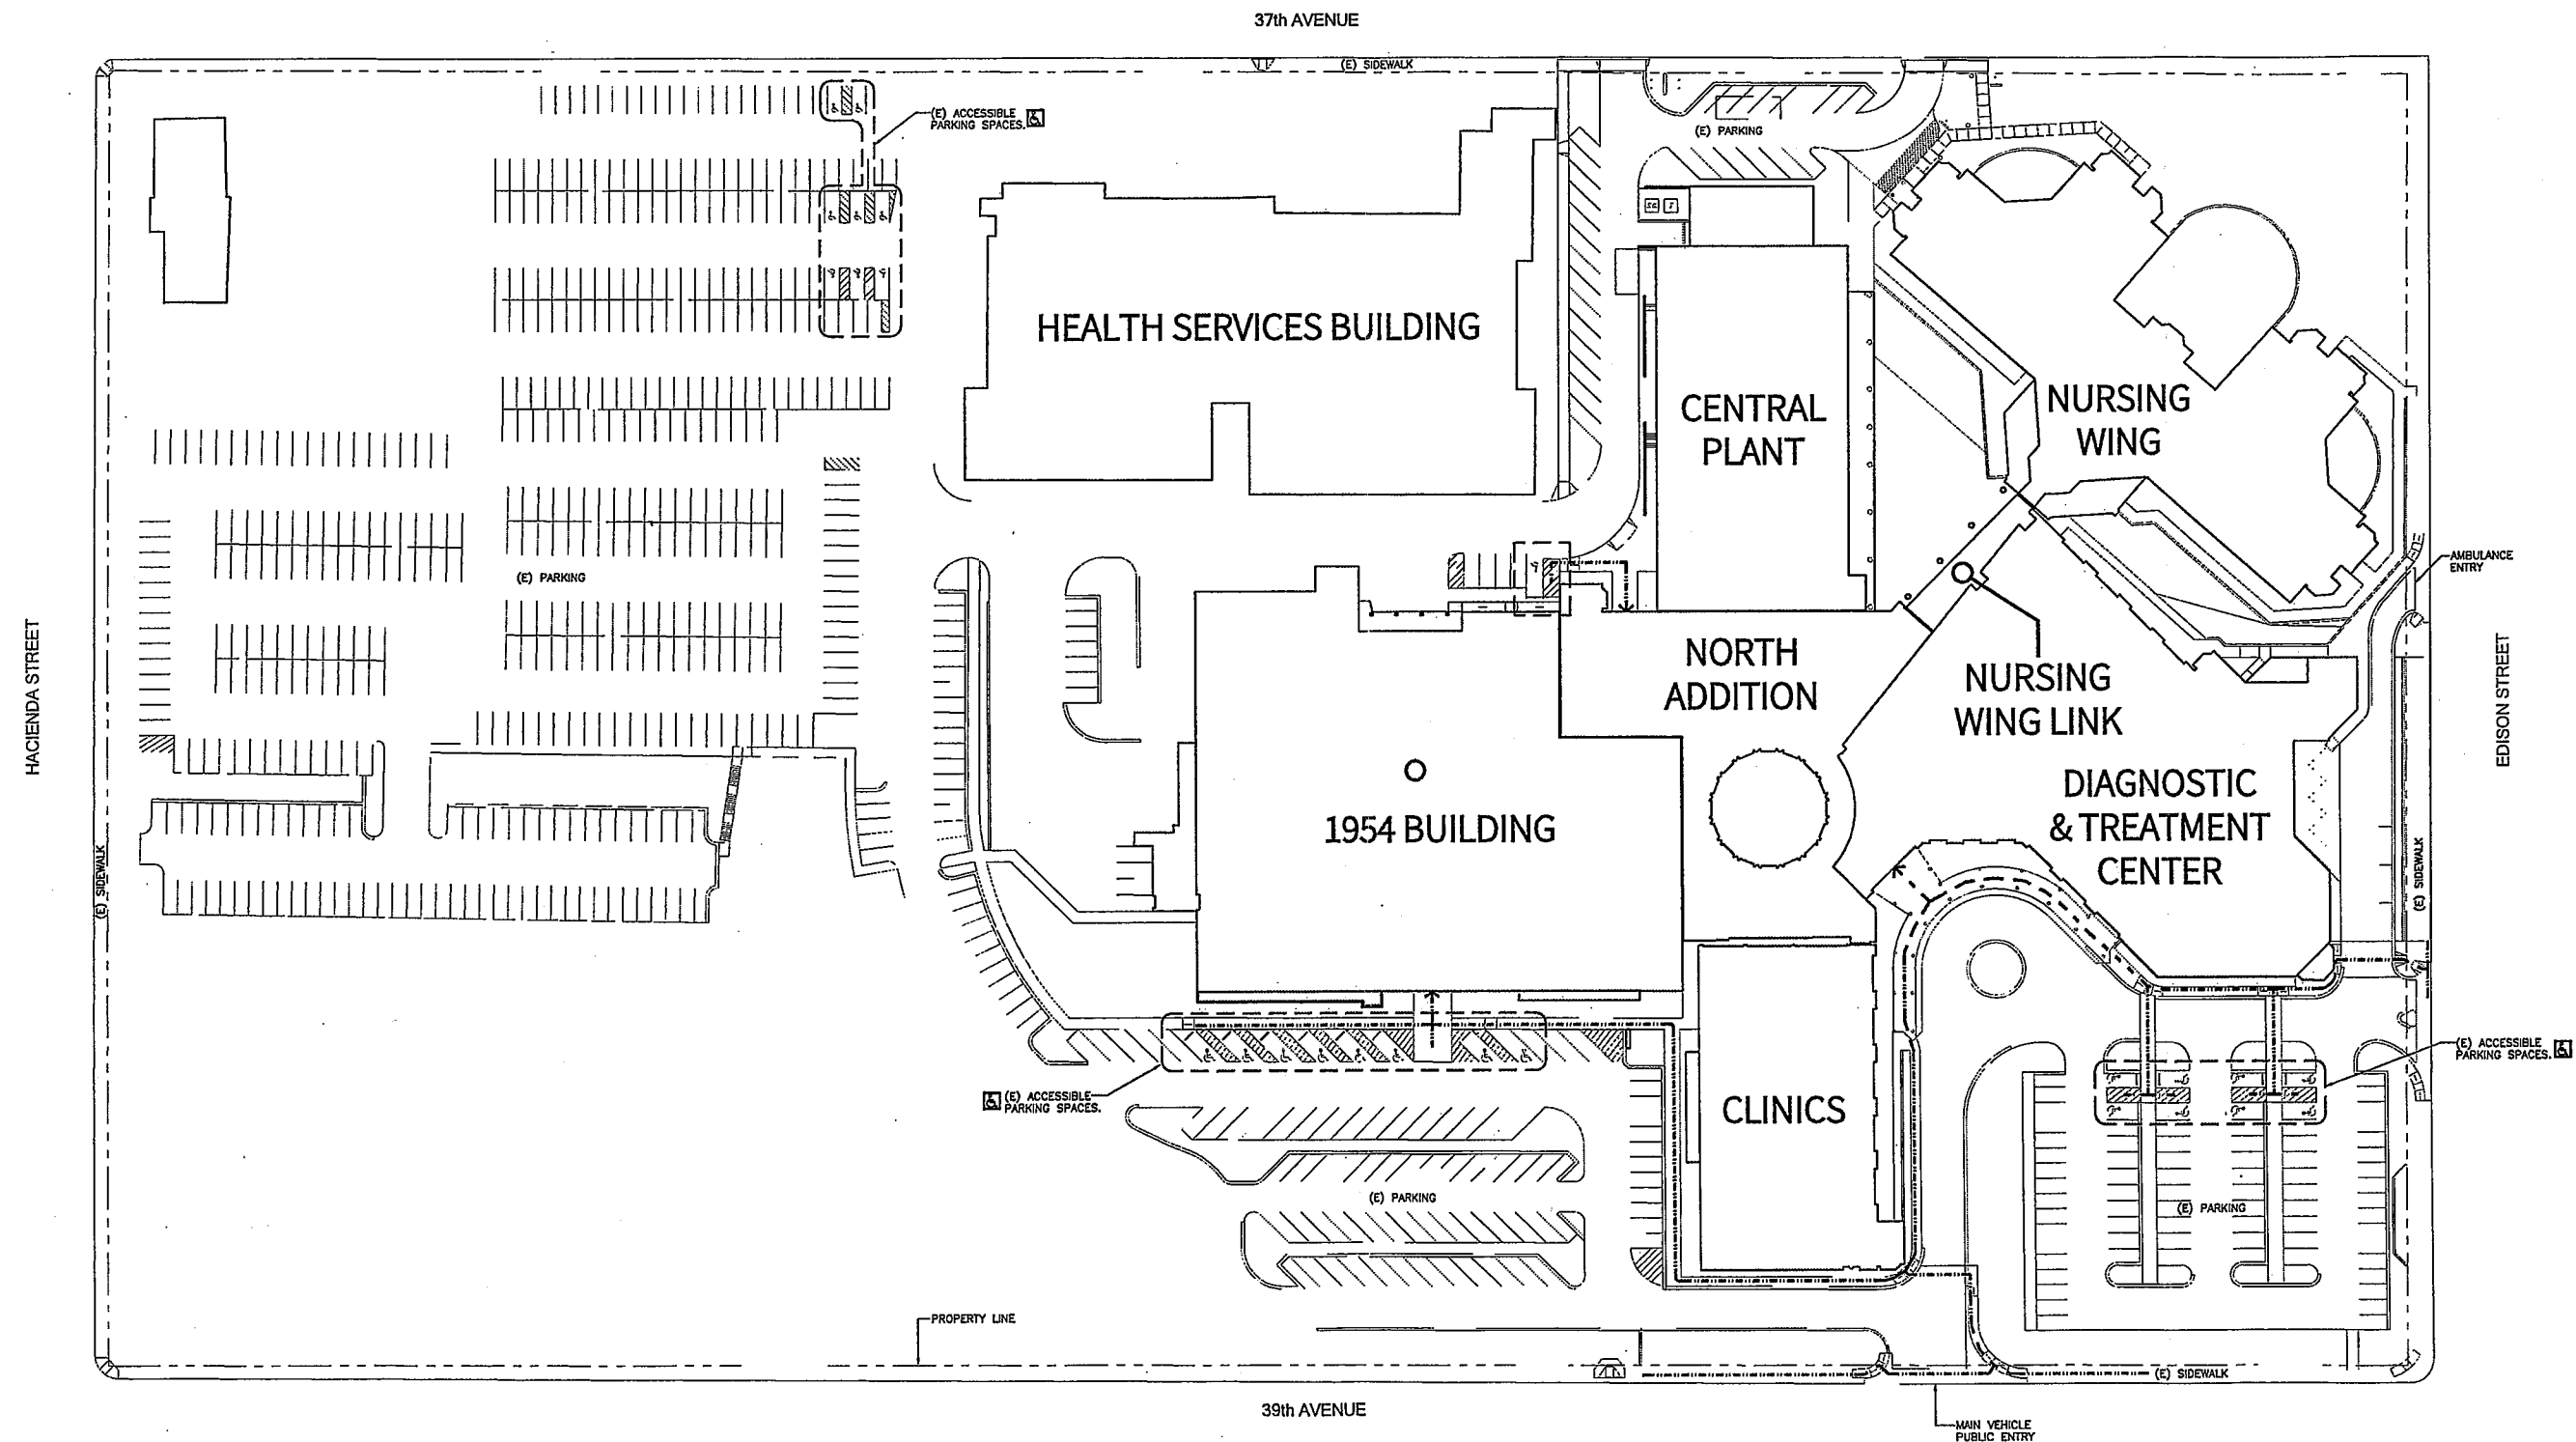 37th AVENUE
(E) SIDEWALK
(E) ACCESSIBLE
PARKING SPACES.
(E) PARKING
HEALTH SERVICES BUILDING
CENTRAL
PLANT
NURSING
WING
(E) PARKING
AMBULANCE
ENTRY
HACIENDA STREET
EDISON STREET
NORTH
ADDITION
NURSING
WING LINK
1954 BUILDING
DIAGNOSTIC
& TREATMENT
CENTER
(E) SIDEWALK
(E) SIDEWALK
(E) ACCESSIBLE
PARKING SPACES.
(E) ACCESSIBLE
PARKING SPACES.
CLINICS
(E) PARKING
(E) PARKING
PROPERTY LINE
(E) SIDEWALK
39th AVENUE
MAIN VEHICLE
PUBLIC ENTRY